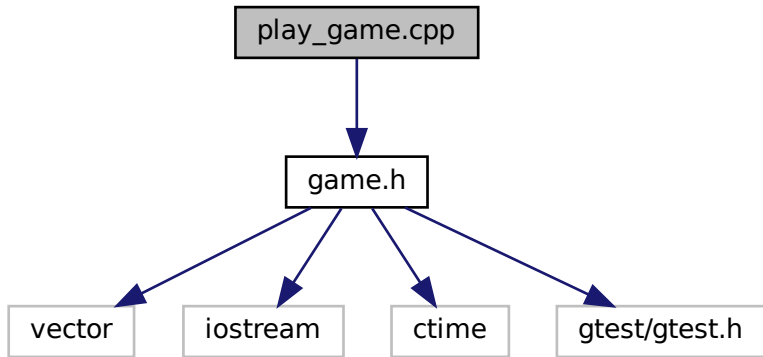 play_game.cpp
game.h
vector
iostream
ctime
gtest/gtest.h